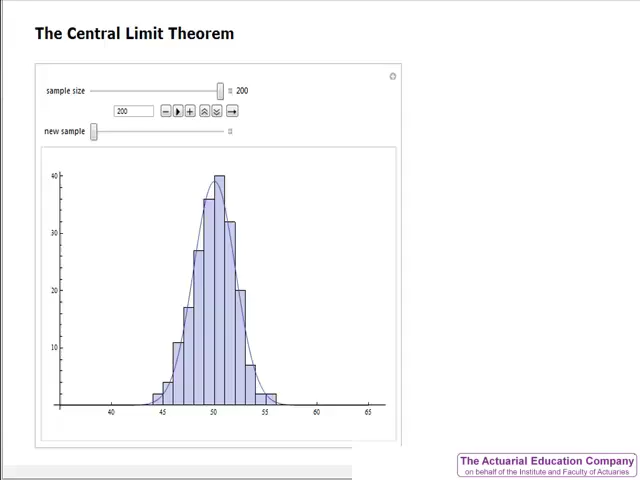 The Central Limit Theorem
sample size 200
200
new sample
40
30
20
10
40 45 50 55 60 65
The Actuarial Education Company
on behalf of the Institute and Faculty of Actuaries